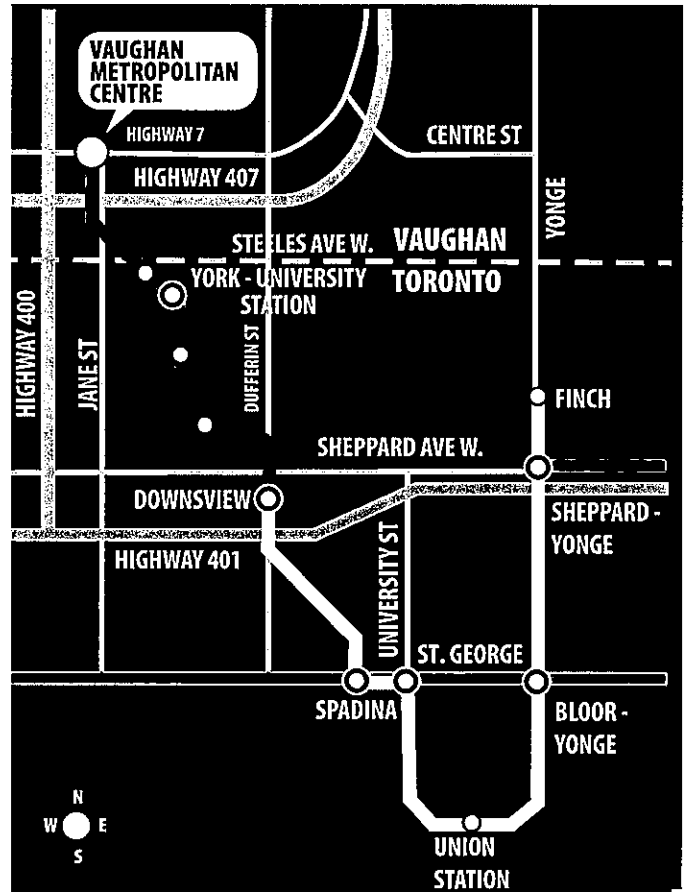 VAUGHAN
METROPOLITAN
CENTRE
HIGHWAY 7
CENTRE ST
HIGHWAY 407
YONGE
STEELES AVE W. VAUGHAN
YORK - UNIVERSITY
STATION
TORONTO
HIGHWAY 400
JANE ST
DUFFERIN ST
FINCH
SHEPPARD AVE W.
DOWNSVIEW
SHEPPARD -
YONGE
HIGHWAY 401
UNIVERSITY ST
ST. GEORGE
SPADINA
BLOOR -
YONGE
N
W E
S
UNION
STATION